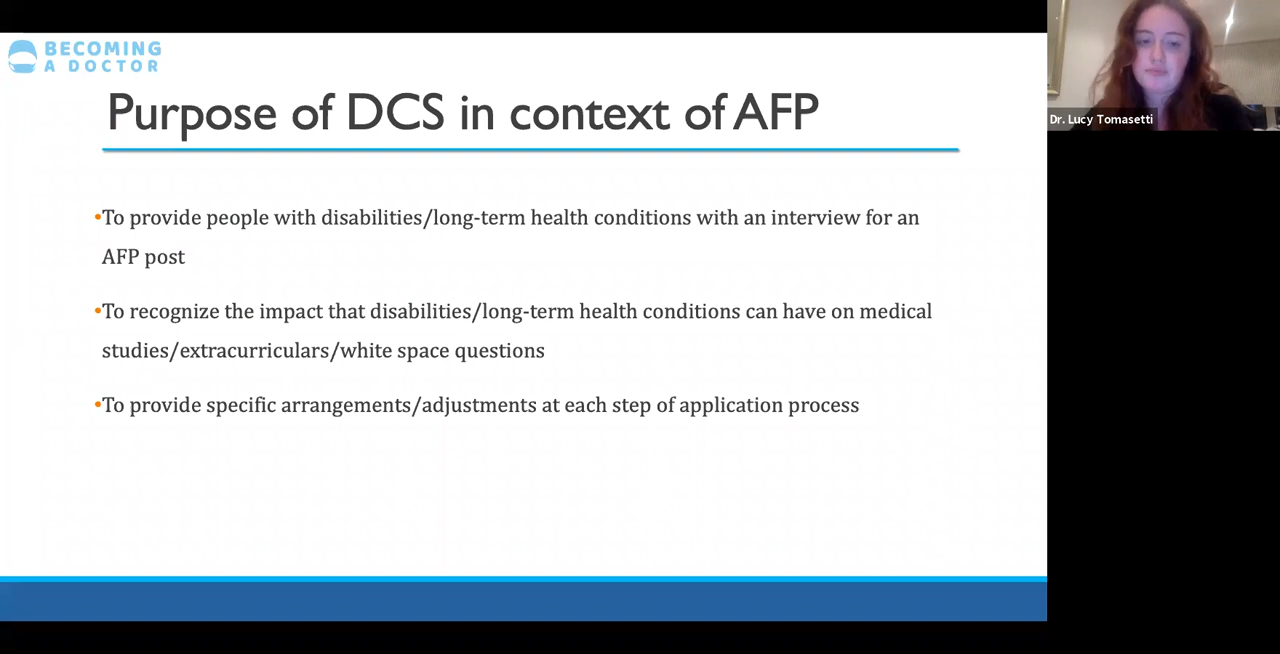 BECOMING
A DOCTOR
Purpose of DCS in context of AFP
•To provide people with disabilities/long-term health conditions with an interview for an
AFP post
•To recognize the impact that disabilities/long-term health conditions can have on medical
studies/extracurriculars/white space questions
•To provide specific arrangements/adjustments at each step of application process
Dr. Lucy Tomasetti